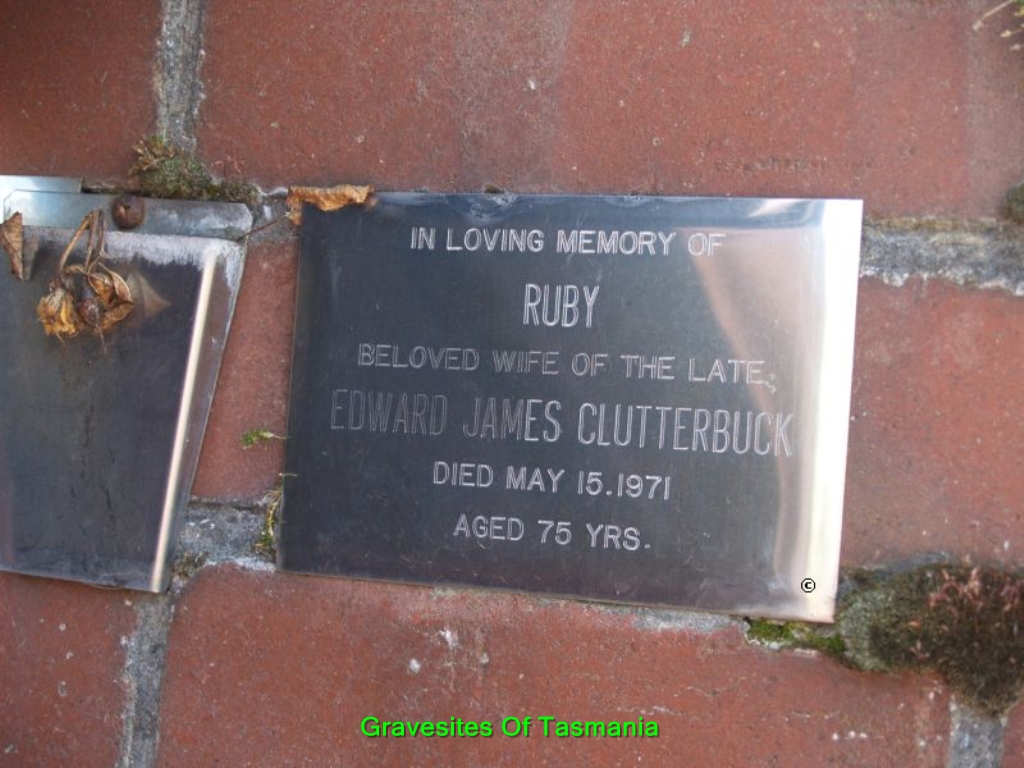 IN LOVING MEMORY OF
RUBY
BELOVED WIFE OF THE LATE,
EDWARD JAMES CLUTTERBUCK
DIED MAY 15.1971
AGED 75 YRS.
©
Gravesites Of Tasmania